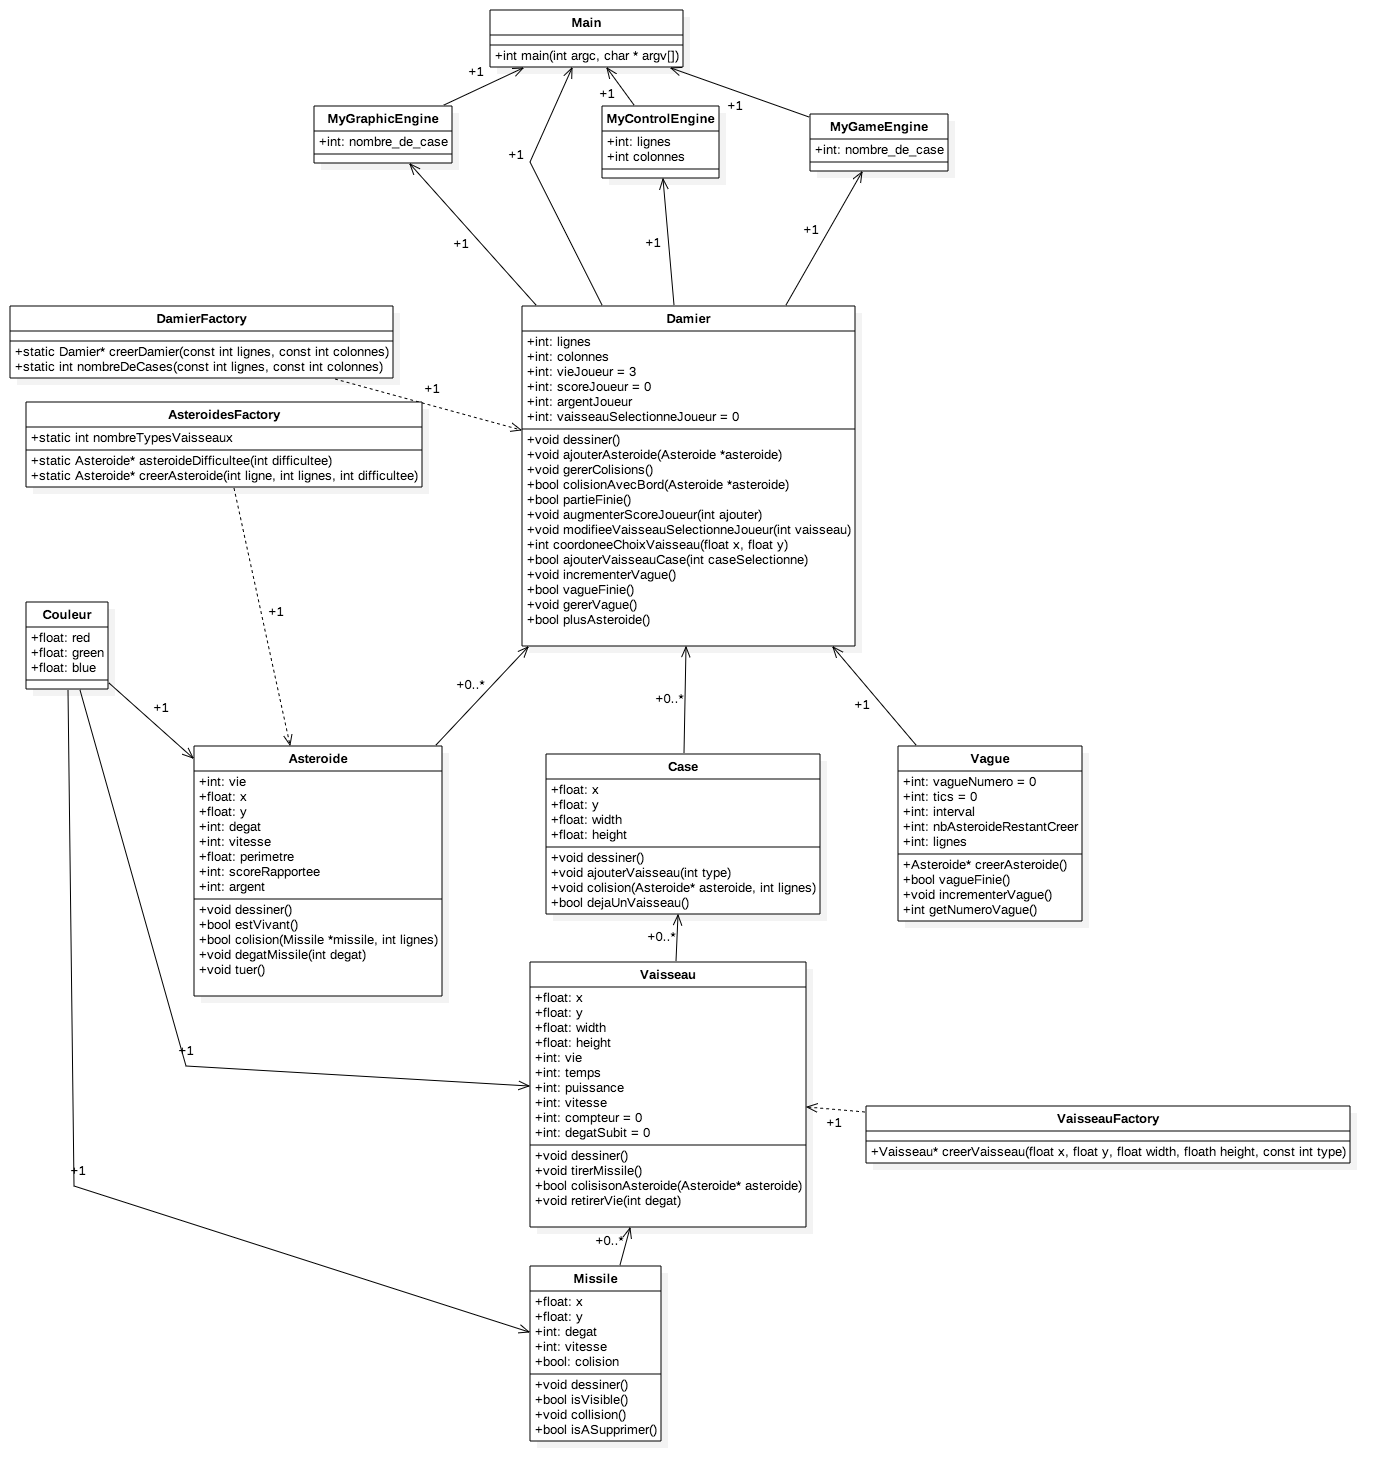 Main
+int main(int argc, char * argv[])
+1
+1
+1
+1
MyGraphicEngine
+int: nombre_de_case
MyControlEngine
+int: lignes
+int colonnes
MyGameEngine
+int: nombre_de_case
+1
+1
+1
DamierFactory
+static Damier* creerDamier(const int lignes, const int colonnes)
+static int nombreDeCases(const int lignes, const int colonnes)
+1
AsteroidesFactory
+static int nombreTypesVaisseaux
+static Asteroide* asteroideDifficultee(int difficultee)
+static Asteroide* creerAsteroide(int ligne, int lignes, int difficultee)
+1
Damier
+int: lignes
+int: colonnes
+int: vieJoueur = 3
+int: scoreJoueur = 0
+int: argentJoueur
+int: vaisseauSelectionneJoueur = 0
+void dessiner()
+void ajouterAsteroide(Asteroide *asteroide)
+void gererColisions()
+bool colisionAvecBord(Asteroide *asteroide)
+bool partieFinie()
+void augmenterScoreJoueur(int ajouter)
+void modifieeVaisseauSelectionneJoueur(int vaisseau)
+int coordoneeChoixVaisseau(float x, float y)
+bool ajouterVaisseauCase(int caseSelectionne)
+void incrementerVague()
+bool vagueFinie()
+void gererVague()
+bool plusAsteroide()
Couleur
+float: red
+float: green
+float: blue
+1
+0..*
+0..*
+1
Asteroide
+int: vie
+float: x
+float: y
+int: degat
+int: vitesse
+float: perimetre
+int: scoreRapportee
+int: argent
+void dessiner()
+bool estVivant()
+bool colision(Missile *missile, int lignes)
+void degatMissile(int degat)
+void tuer()
Case
+float: x
+float: y
+float: width
+float: height
+void dessiner()
+void ajouterVaisseau(int type)
+void colision(Asteroide* asteroide, int lignes)
+bool dejaUnVaisseau()
Vague
+int: vagueNumero = 0
+int: tics = 0
+int: interval
+int: nbAsteroideRestantCreer
+int: lignes
+Asteroide* creerAsteroide()
+bool vagueFinie()
+void incrementerVague()
+int getNumeroVague()
+0..*
Vaisseau
+float: x
+float: y
+float: width
+float: height
+int: vie
+int: temps
+int: puissance
+int: vitesse
+int: compteur = 0
+int: degatSubit = 0
+void dessiner()
+void tirerMissile()
+bool colisisonAsteroide(Asteroide* asteroide)
+void retirerVie(int degat)
+1
+1
VaisseauFactory
+Vaisseau* creerVaisseau(float x, float y, float width, floath height, const int type)
+1
+0..*
Missile
+float: x
+float: y
+int: degat
+int: vitesse
+bool: colision
+void dessiner()
+bool isVisible()
+void collision()
+bool isASupprimer()